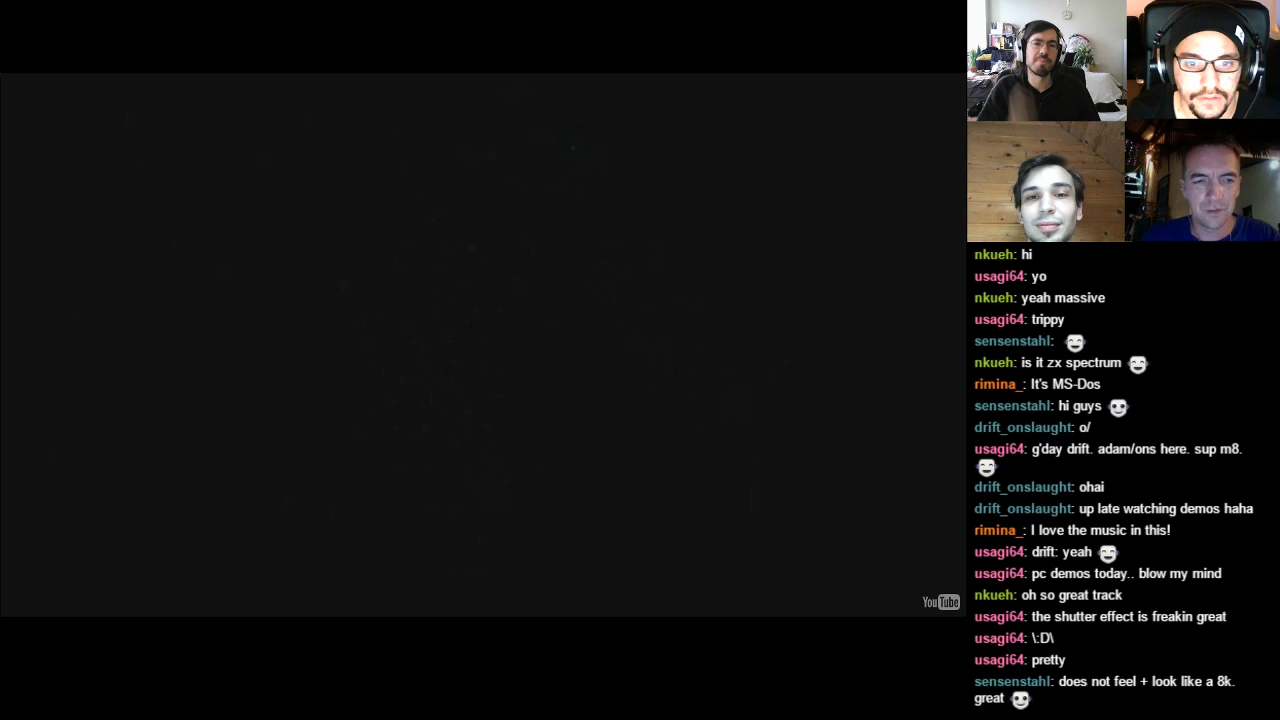 nkueh: hi
usagi64: yo
nkueh: yeah massive
usagi64: trippy
sensenstahl:
nkueh: is it zx spectrum
rimina_: It's MS-Dos
sensenstahl: hi guys
drift_onslaught: o/
usagi64: g'day drift. adam/ons here. sup m8.
drift_onslaught: ohai
drift_onslaught: up late watching demos haha
rimina_: I love the music in this!
usagi64: drift: yeah
usagi64: pc demos today.. blow my mind
nkueh: oh so great track
YouTube
usagi64: the shutter effect is freakin great
usagi64: \:D\
usagi64: pretty
sensenstahl: does not feel + look like a 8k.
great